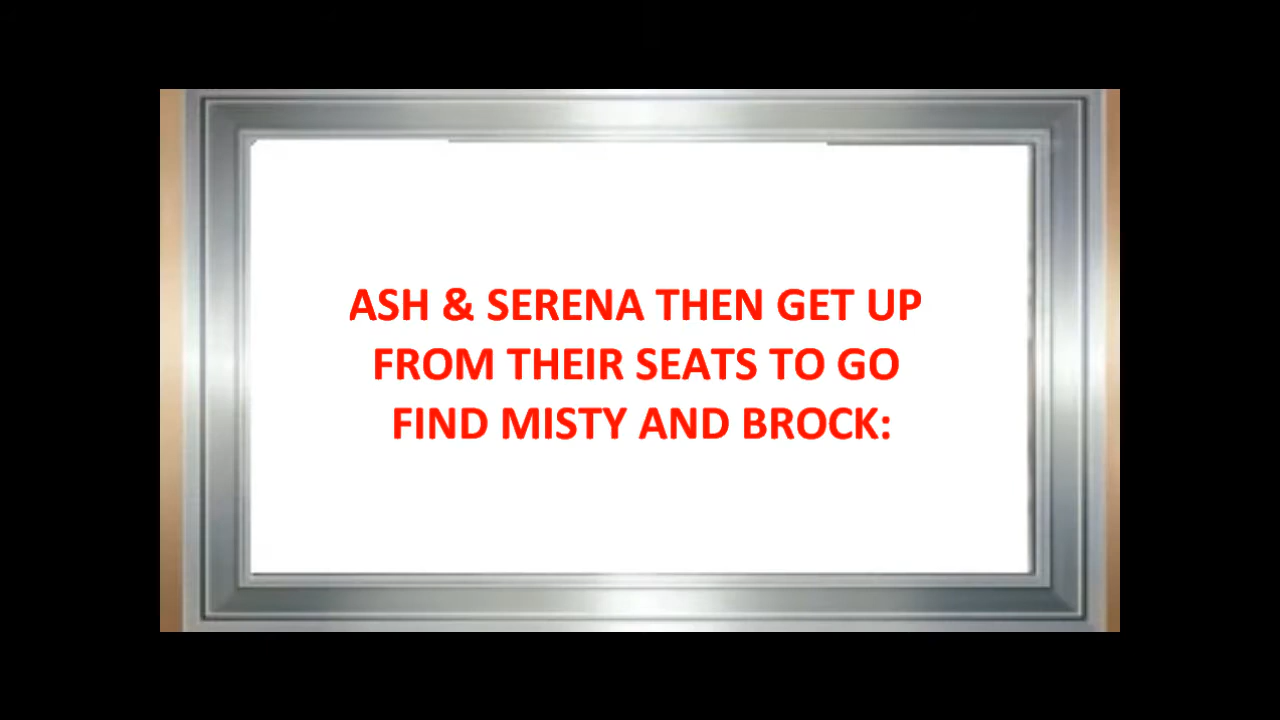 ASH & SERENA THEN GET UP
FROM THEIR SEATS TO GO
FIND MISTY AND BROCK: